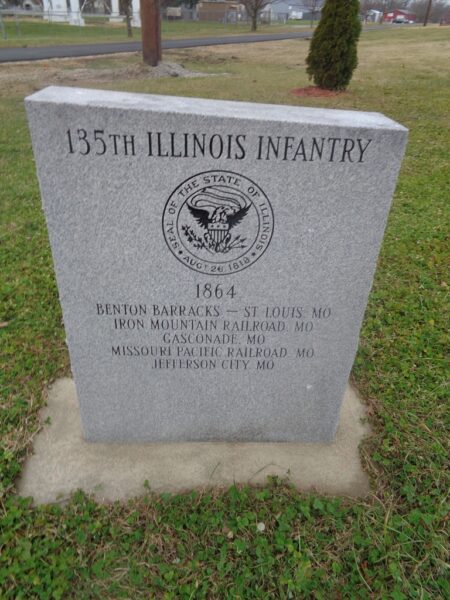 135TH ILLINOIS INFANTRY
SEAL OF THE STATE OF ILLINOIS
AUG. 26 1818
1864
BENTON BARRACKS — ST LOUIS, MO
IRON MOUNTAIN RAILROAD, MO
GASCONADE, MO
MISSOURI PACIFIC RAILROAD, MO
JEFFERSON CITY, MO